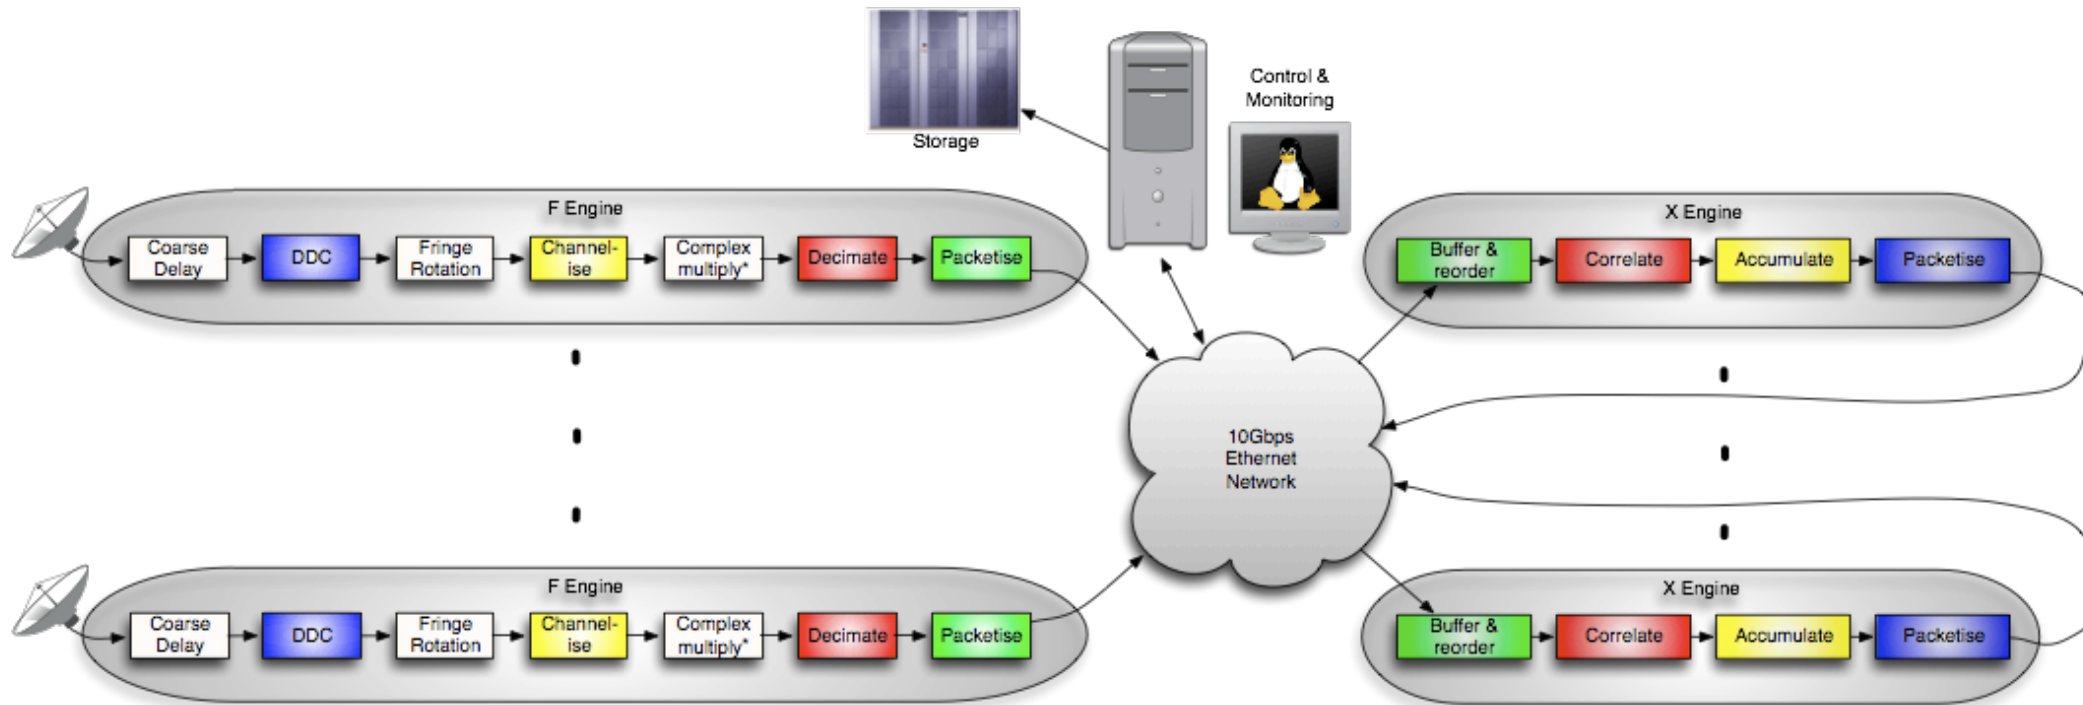 Storage
Control &
Monitoring
F Engine
Coarse
Delay
DDC
Fringe
Rotation
Channel-
ise
Complex
multiply*
Decimate
Packetise
X Engine
Buffer &
reorder
Correlate
Accumulate
Packetise
10Gbps
Ethernet
Network
F Engine
Coarse
Delay
DDC
Fringe
Rotation
Channel-
ise
Complex
multiply*
Decimate
Packetise
X Engine
Buffer &
reorder
Correlate
Accumulate
Packetise